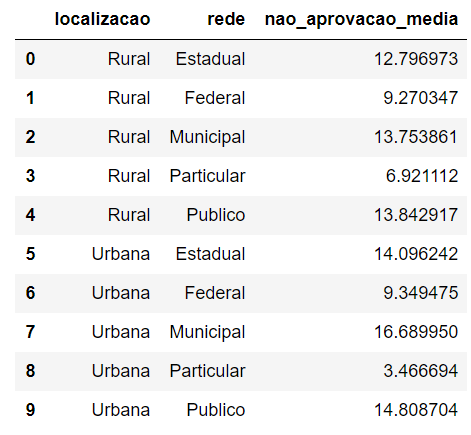 localizacao rede nao_aprovacao_media
0 Rural Estadual 12.796973
1 Rural Federal 9.270347
2 Rural Municipal 13.753861
3 Rural Particular 6.921112
4 Rural Publico 13.842917
5 Urbana Estadual 14.096242
6 Urbana Federal 9.349475
7 Urbana Municipal 16.689950
8 Urbana Particular 3.466694
9 Urbana Publico 14.808704